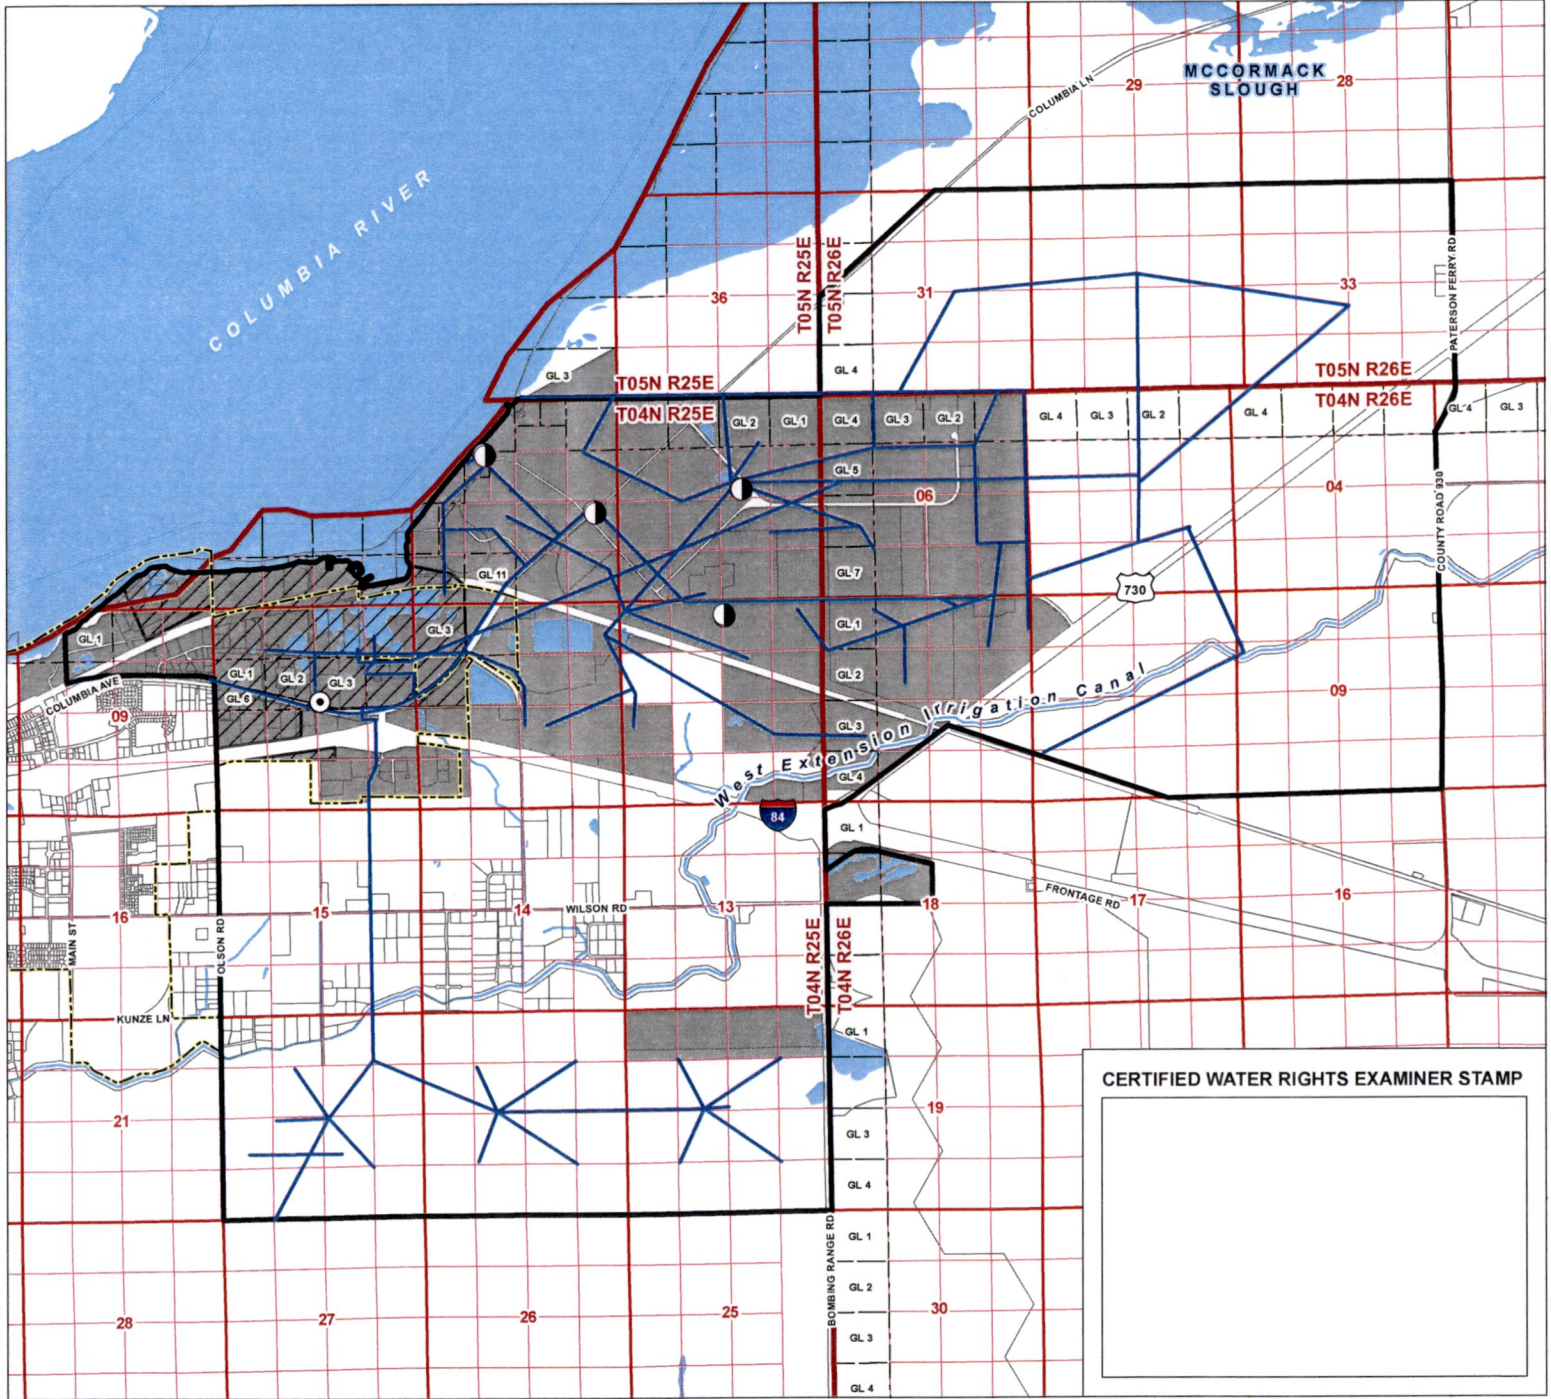 MCCORMACK
SLOUGH
29
28
COLUMBIA LN
COLUMBIA RIVER
T05N R25E
T05N R26E
PATERSON FERRY RD
36
31
33
GL 3
GL 4
T05N R25E
T05N R26E
T04N R25E
T04N R26E
GL 2
GL 1
GL 4
GL 3
GL 2
GL 4
GL 3
GL 2
GL 4
GL 4
GL 3
GL 5
06
04
COUNTY ROAD 930
GL 11
GL 7
730
GL 1
GL 3
GL 1
GL 1
GL 2
GL 3
GL 2
GL 6
COLUMBIA AVE
09
09
GL 3
West Extension Irrigation Canal
GL 4
84
GL 1
FRONTAGE RD
16
15
14
WILSON RD
13
18
17
16
MAIN ST
OLSON RD
T04N R25E
T04N R26E
KUNZE LN
GL 1
CERTIFIED WATER RIGHTS EXAMINER STAMP
21
19
GL 3
GL 4
BOMBING RANGE RD
GL 1
GL 2
28
27
26
25
30
GL 3
GL 4